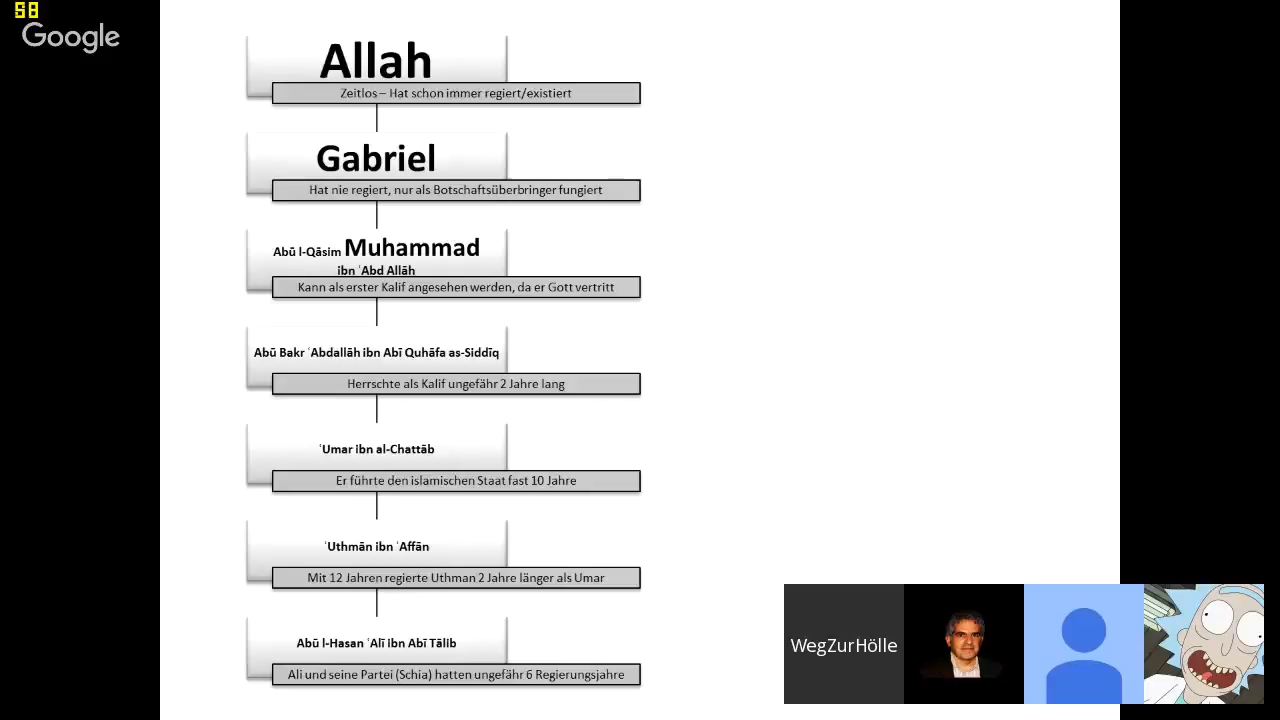 58
Google
Allah
Zeitlos – Hat schon immer regiert/existiert
Gabriel
Hat nie regiert, nur als Botschaftsüberbringer fungiert
Abū l-Qāsim Muhammad
ibn ʿAbd Allāh
Kann als erster Kalif angesehen werden, da er Gott vertritt
Abū Bakr ʿAbdallāh ibn Abī Quhāfa as-Siddīq
Herrschte als Kalif ungefähr 2 Jahre lang
ʿUmar ibn al-Chattāb
Er führte den islamischen Staat fast 10 Jahre
ʿUthmān ibn ʿAffān
Mit 12 Jahren regierte Uthman 2 Jahre länger als Umar
Abū l-Hasan ʿAlī ibn Abī Tālib
Ali und seine Partei (Schia) hatten ungefähr 6 Regierungsjahre
WegZurHölle